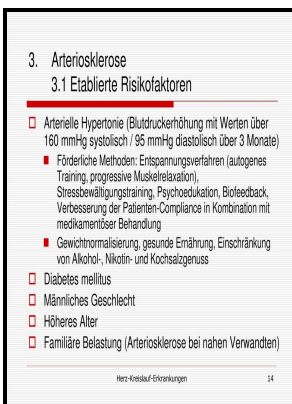 3. Arteriosklerose
3.1 Etablierte Risikofaktoren
Arterielle Hypertonie (Blutdruckerhöhung mit Werten über
160 mmHg systolisch / 95 mmHg diastolisch über 3 Monate)
Förderliche Methoden: Entspannungsverfahren (autogenes
Training, progressive Muskelrelaxation),
Stressbewältigungstraining, Psychoedukation, Biofeedback,
Verbesserung der Patienten-Compliance in Kombination mit
medikamentöser Behandlung
Gewichtnormalisierung, gesunde Ernährung, Einschränkung
von Alkohol-, Nikotin- und Kochsalzgenuss
Diabetes mellitus
Männliches Geschlecht
Höheres Alter
Familiäre Belastung (Arteriosklerose bei nahen Verwandten)
Herz-Kreislauf-Erkrankungen 14